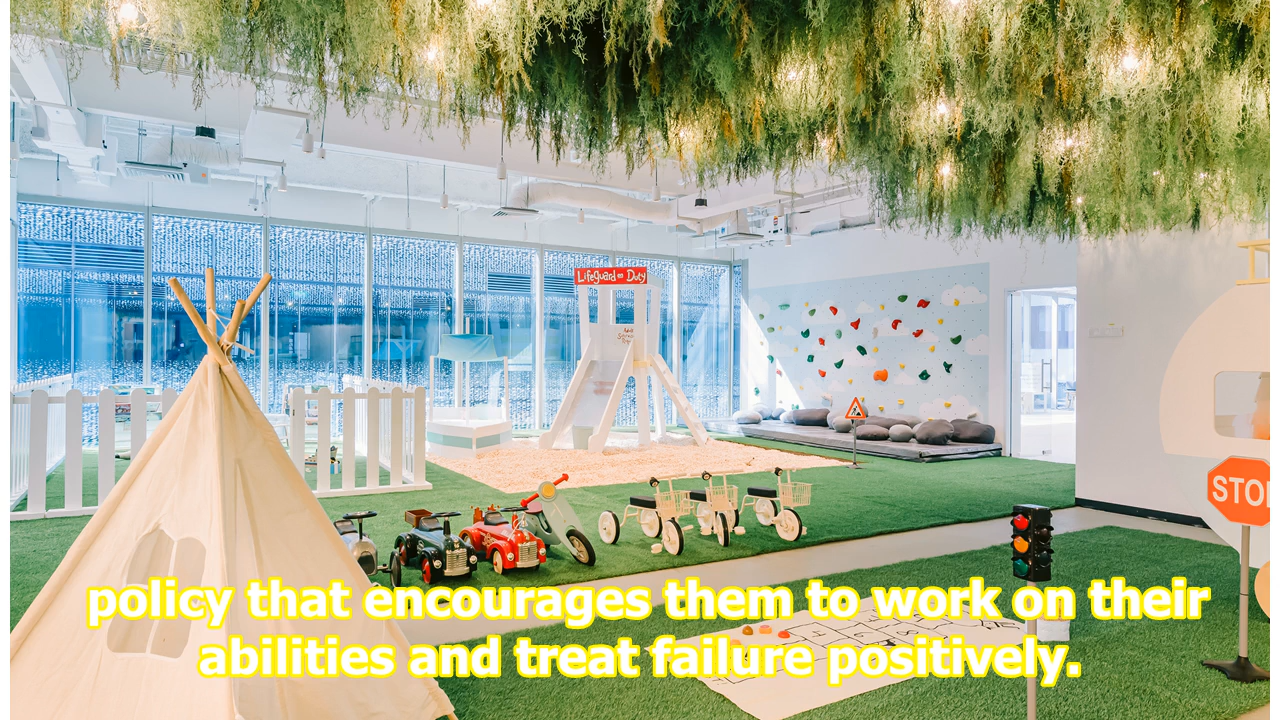 Lifeguard on Duty
STOP
policy that encourages them to work on their
abilities and treat failure positively.